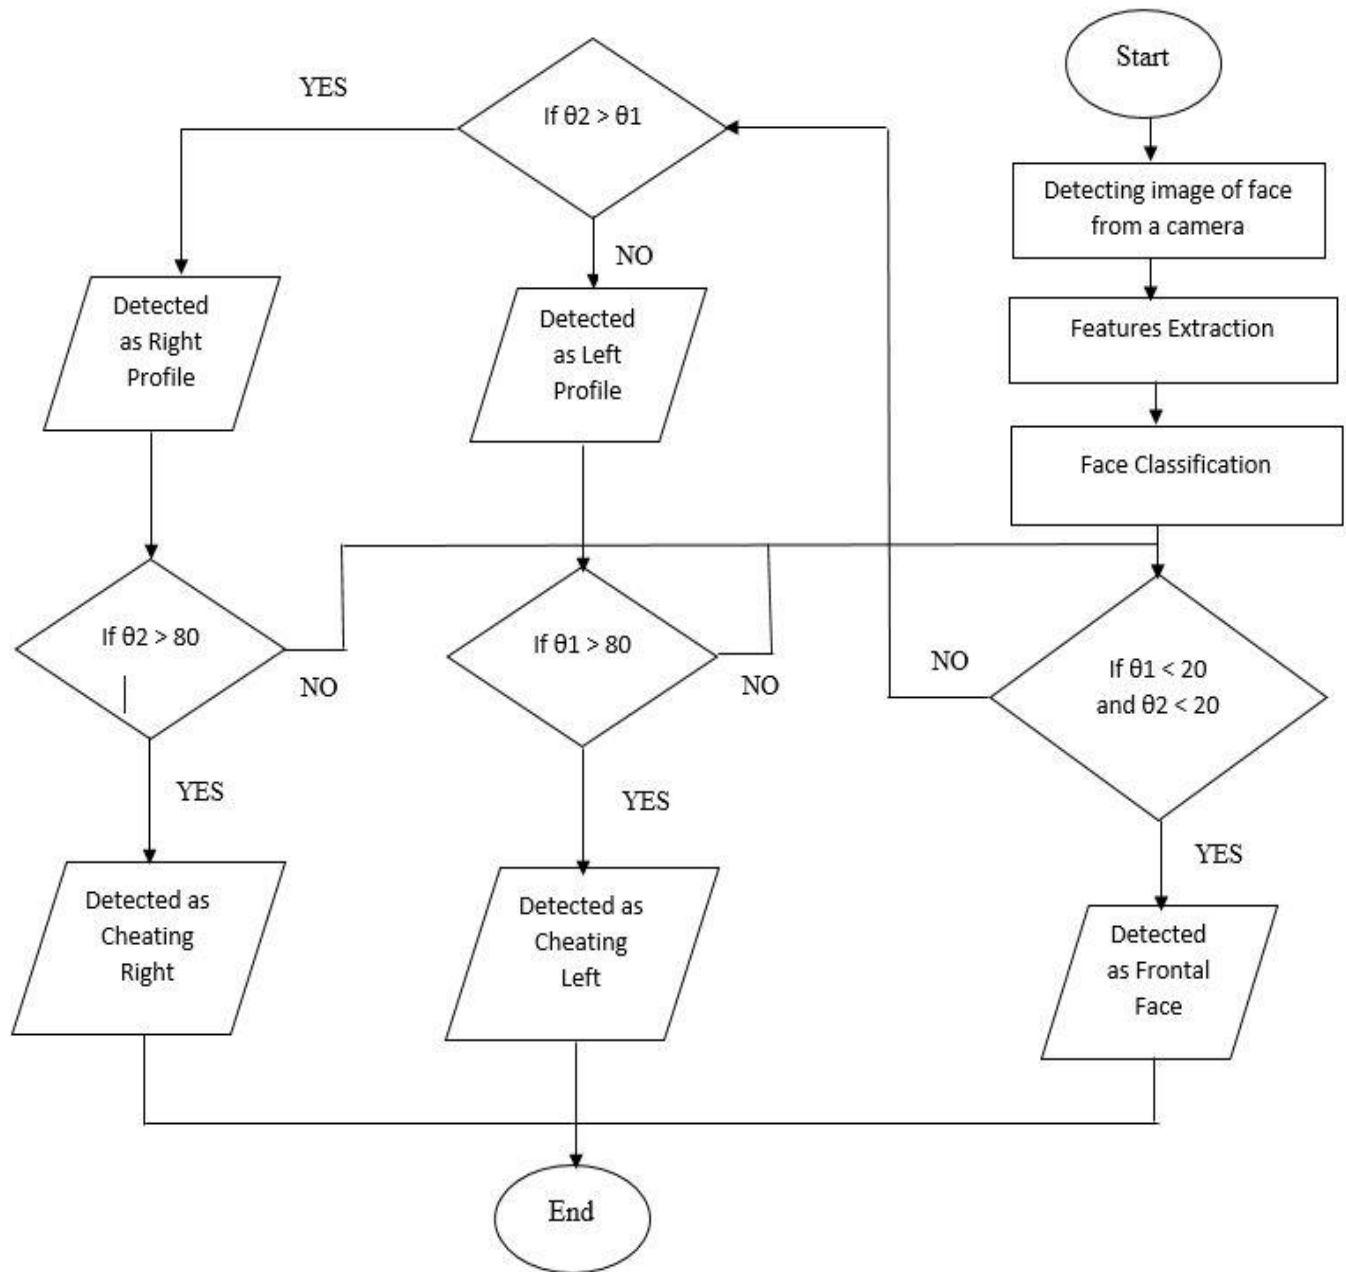 Start
Detecting image of face
from a camera
Features Extraction
Face Classification
If θ1 < 20
and θ2 < 20
NO
YES
Detected
as Frontal
Face
If θ2 > θ1
YES
NO
Detected
as Right
Profile
Detected
as Left
Profile
If θ2 > 80
NO
YES
If θ1 > 80
NO
YES
Detected as
Cheating
Right
Detected as
Cheating
Left
End